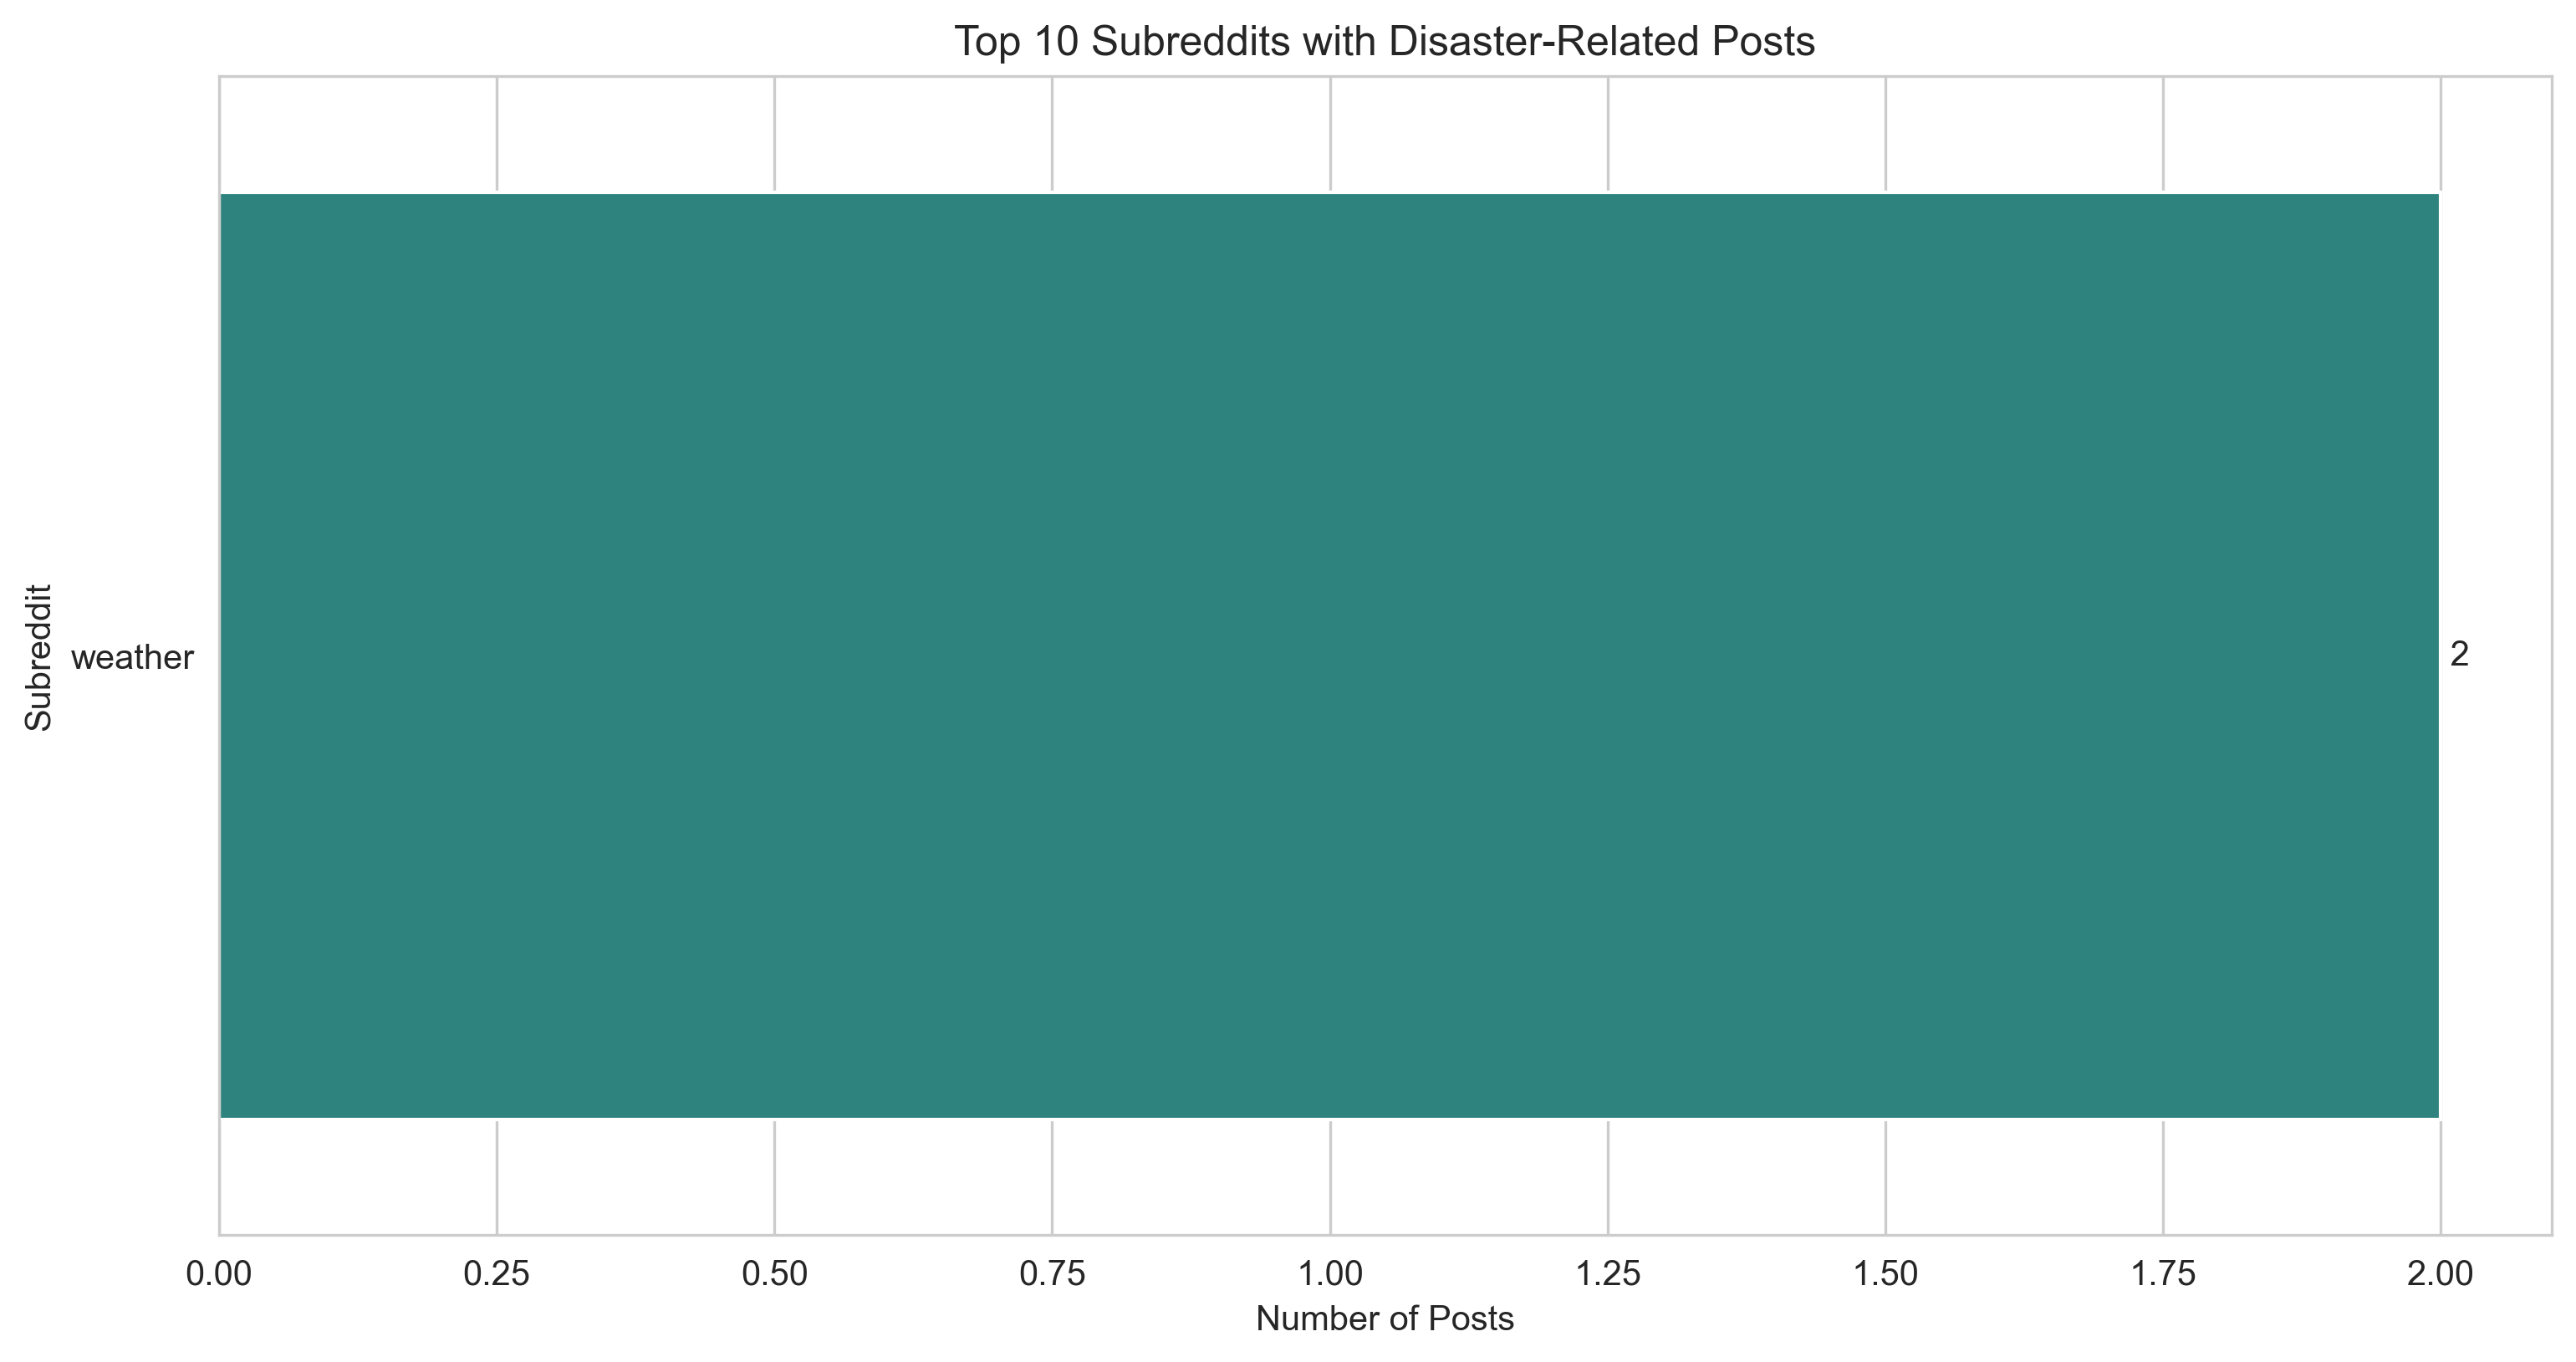 Top 10 Subreddits with Disaster-Related Posts
Subreddit
weather
2
0.00 0.25 0.50 0.75 1.00 1.25 1.50 1.75 2.00
Number of Posts